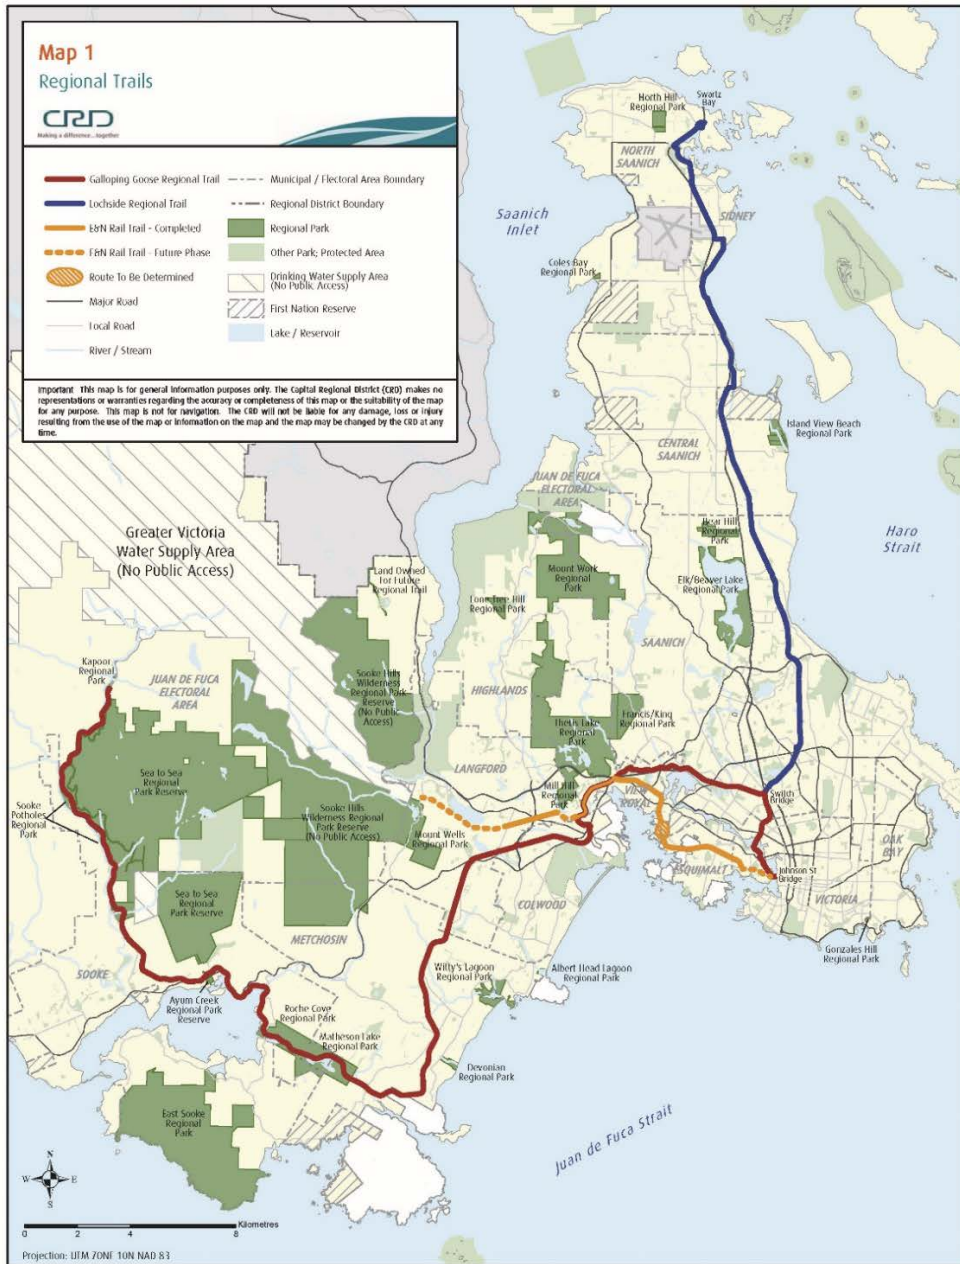 Map 1
Regional Trails
CRD
Making a difference...together
Galloping Goose Regional Trail
Lochside Regional Trail
E&N Rail Trail - Completed
E&N Rail Trail - Future Phase
Route To Be Determined
Major Road
Local Road
River / Stream
Municipal / Electoral Area Boundary
Regional District Boundary
Regional Park
Other Park; Protected Area
Drinking Water Supply Area
(No Public Access)
First Nation Reserve
Lake / Reservoir
Important This map is for general information purposes only. The Capital Regional District (CRD) makes no
representations or warranties regarding the accuracy or completeness of this map or the suitability of the map
for any purpose. This map is not for navigation. The CRD will not be liable for any damage, loss or injury
resulting from the use of the map or information on the map and the map may be changed by the CRD at any
time.
Swartz
Bay
Horth Hill
Regional Park
NORTH
SAANICH
Saanich
Inlet
SIDNEY
Coles Bay
Regional Park
Island View Beach
Regional Park
CENTRAL
SAANICH
JUAN DE FUCA
ELECTORAL
AREA
Bear Hill
Regional
Park
Haro
Strait
Greater Victoria
Water Supply Area
(No Public Access)
Land Owned
For Future
Regional Trail
Mount Work
Regional
Park
Elk/Beaver Lake
Regional Park
Lone Tree Hill
Regional Park
SAANICH
Kapoor
Regional
Park
JUAN DE FUCA
ELECTORAL
AREA
Sooke Hills
Wilderness
Regional Park
Reserve
(No Public
Access)
HIGHLANDS
Thetis Lake
Regional
Park
Francis/King
Regional Park
LANGFORD
Mill Hill
Regional
Park
VIEW
ROYAL
Switch
Bridge
Sea to Sea
Regional
Park Reserve
Sooke
Potholes
Regional
Park
Sooke Hills
Wilderness Regional
Park Reserve
(No Public Access)
Mount Wells
Regional Park
OAK
BAY
ESQUIMALT
Johnson St
Bridge
VICTORIA
Sea to Sea
Regional
Park Reserve
COLWOOD
METCHOSIN
Gonzales Hill
Regional Park
SOOKE
Witty's Lagoon
Regional Park
Albert Head Lagoon
Regional Park
Ayum Creek
Regional Park
Reserve
Roche Cove
Regional Park
Matheson Lake
Regional Park
Devonian
Regional Park
East Sooke
Regional
Park
Juan de Fuca Strait
N
W
E
S
0
2
4
8
Kilometres
Projection: UTM ZONE 10N NAD 83